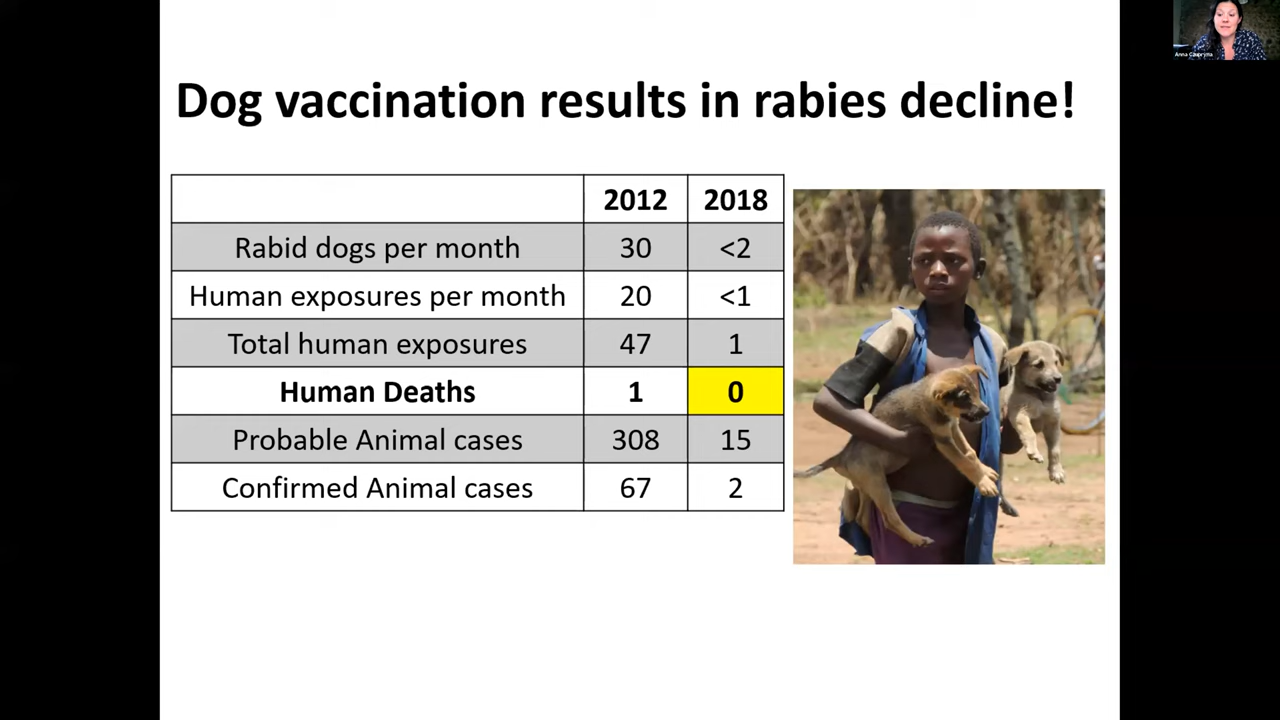 Dog vaccination results in rabies decline!
2012 2018
Rabid dogs per month 30 <2
Human exposures per month 20 <1
Total human exposures 47 1
Human Deaths 1 0
Probable Animal cases 308 15
Confirmed Animal cases 67 2
Anna